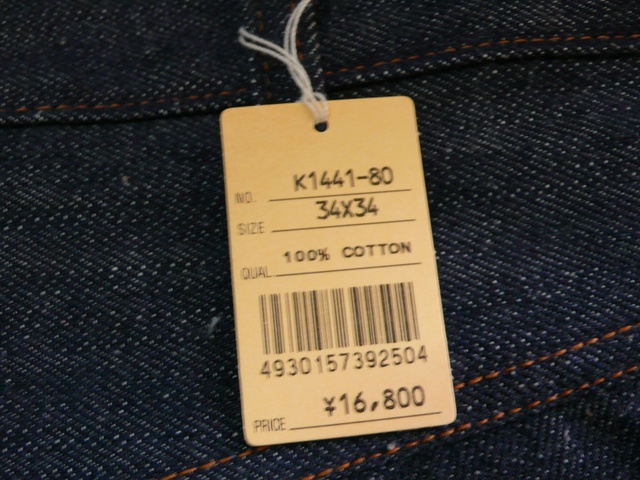 NO. K1441-80
SIZE 34X34
QUAL 100% COTTON
4930157392504
PRICE ¥16,800